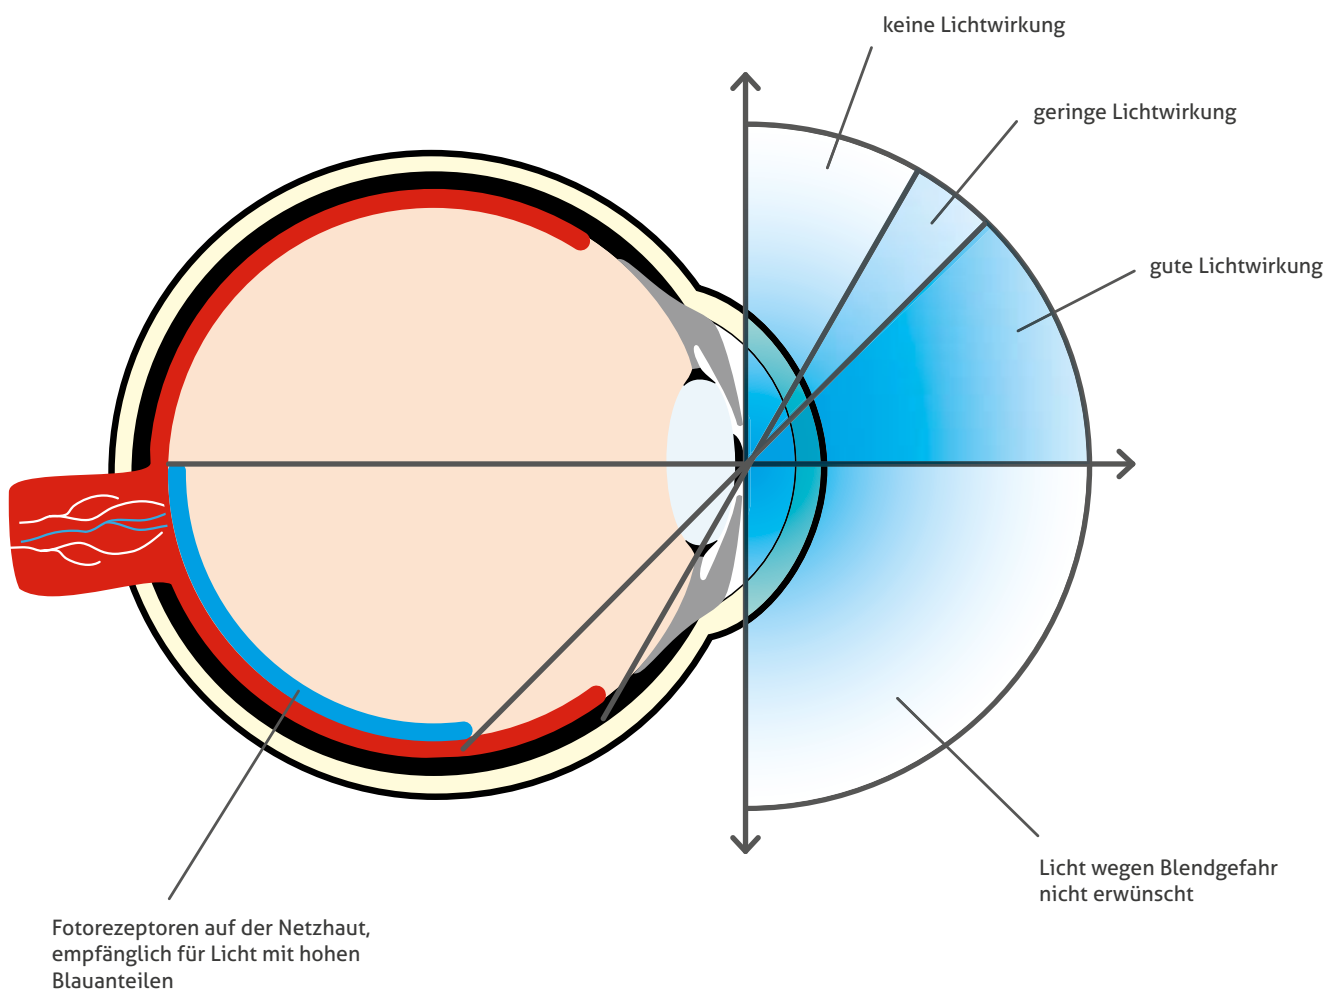 keine Lichtwirkung
geringe Lichtwirkung
gute Lichtwirkung
Licht wegen Blendgefahr
nicht erwünscht
Fotorezeptoren auf der Netzhaut,
empfänglich für Licht mit hohen
Blauanteilen